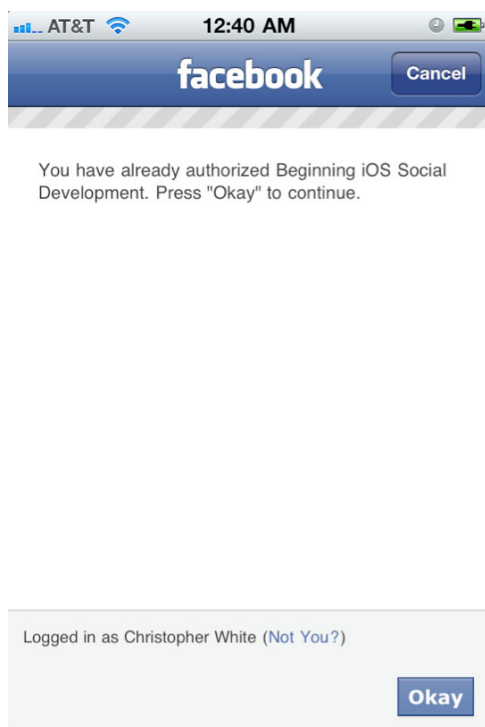 AT&T 12:40 AM
facebook Cancel
You have already authorized Beginning iOS Social
Development. Press "Okay" to continue.
Logged in as Christopher White (Not You?)
Okay